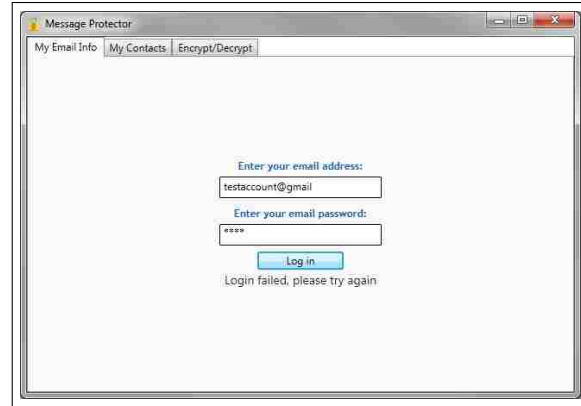 Message Protector
My Email Info My Contacts Encrypt/Decrypt
Enter your email address:
testaccount@gmail
Enter your email password:
****
Log in
Login failed, please try again